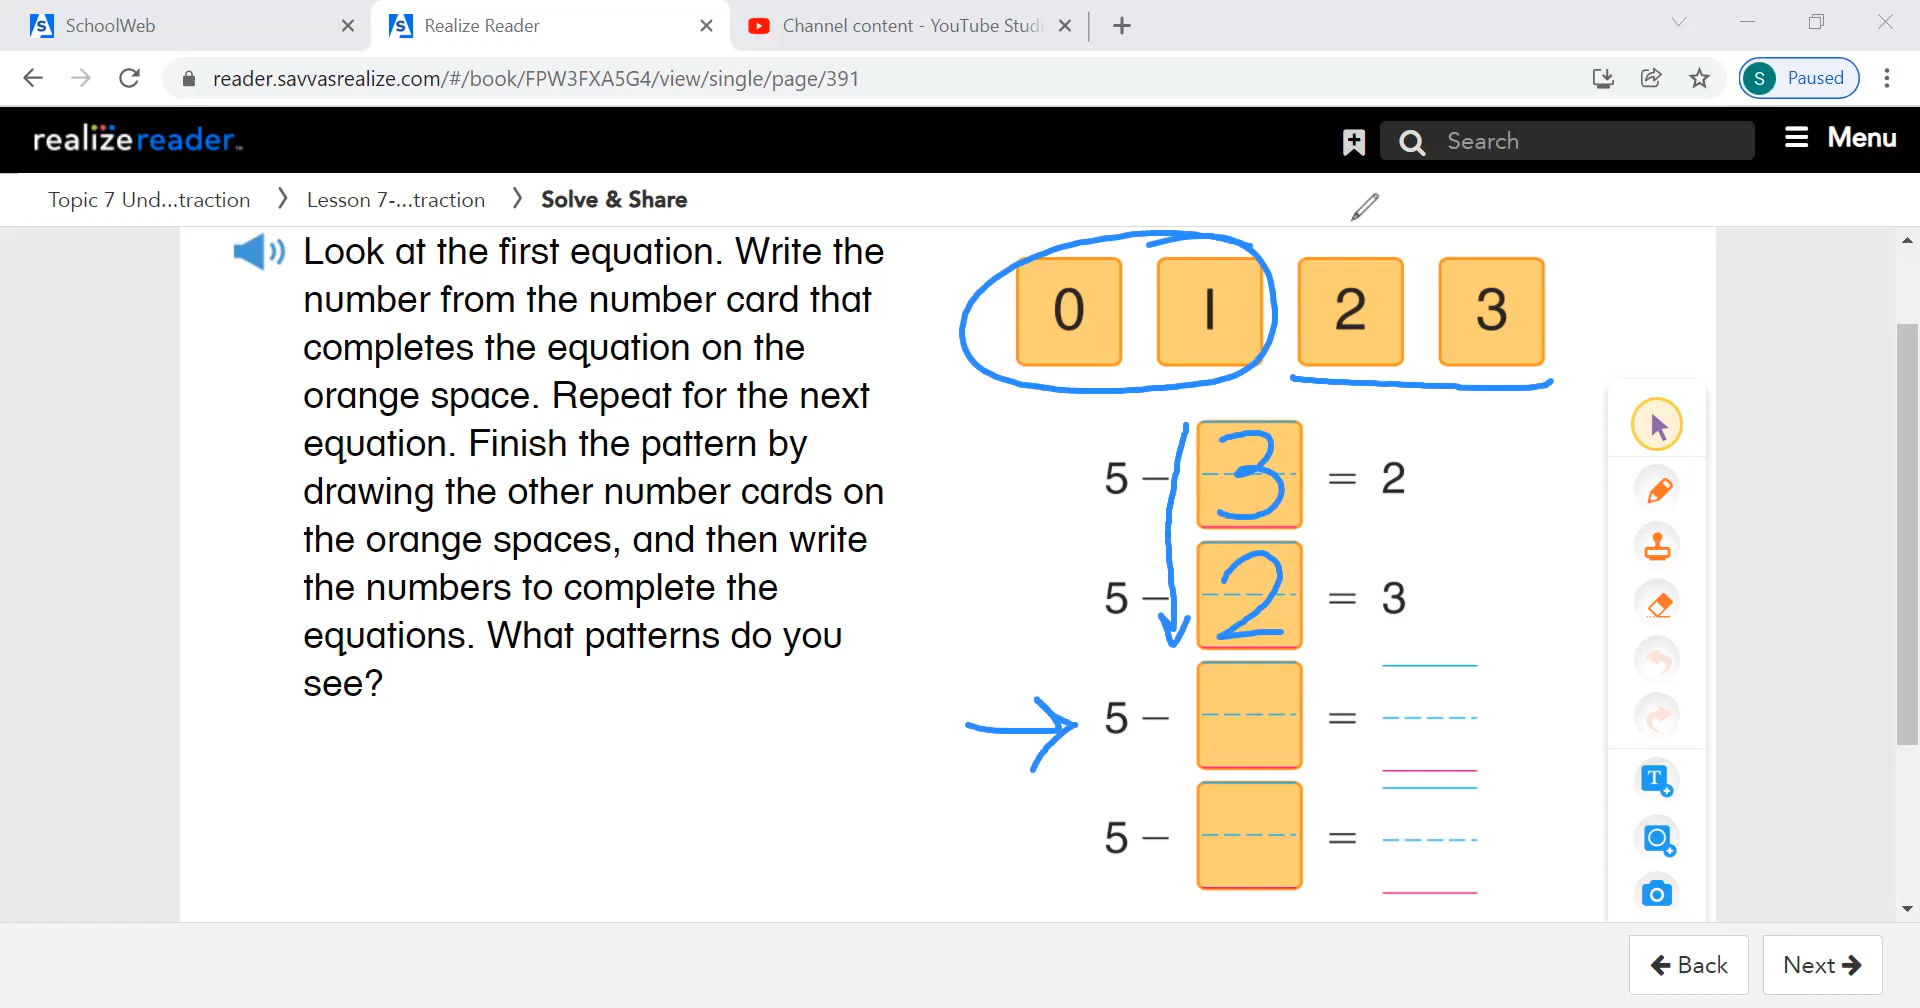 SchoolWeb
Realize Reader
Channel content - YouTube Studi
reader.savvasrealize.com/#/book/FPW3FXA5G4/view/single/page/391
S Paused
realizereader™
Search
Menu
Topic 7 Und...traction > Lesson 7-...traction > Solve & Share
Look at the first equation. Write the
number from the number card that
completes the equation on the
orange space. Repeat for the next
equation. Finish the pattern by
drawing the other number cards on
the orange spaces, and then write
the numbers to complete the
equations. What patterns do you
see?
0 1 2 3
5 – 3 = 2
5 – 2 = 3
5 – =
5 – =
T
Back
Next